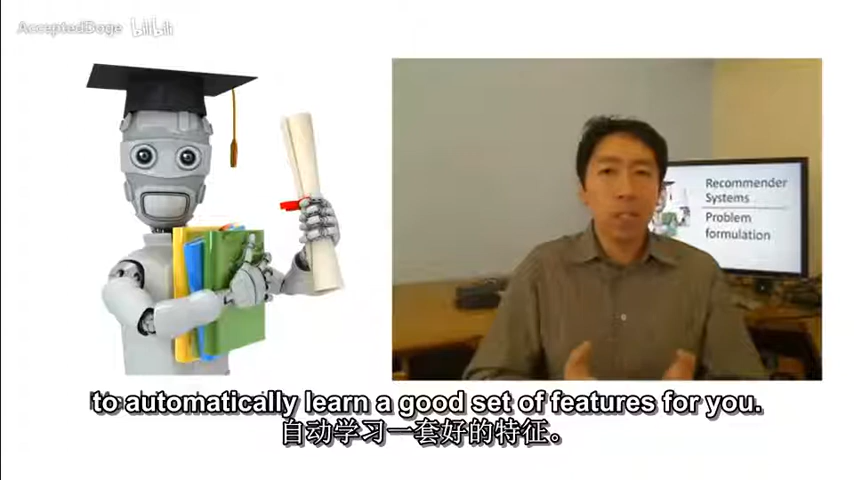 AcceptedDoge bilibili
Recommender
Systems
Problem
formulation
to automatically learn a good set of features for you.
自动学习一套好的特征。